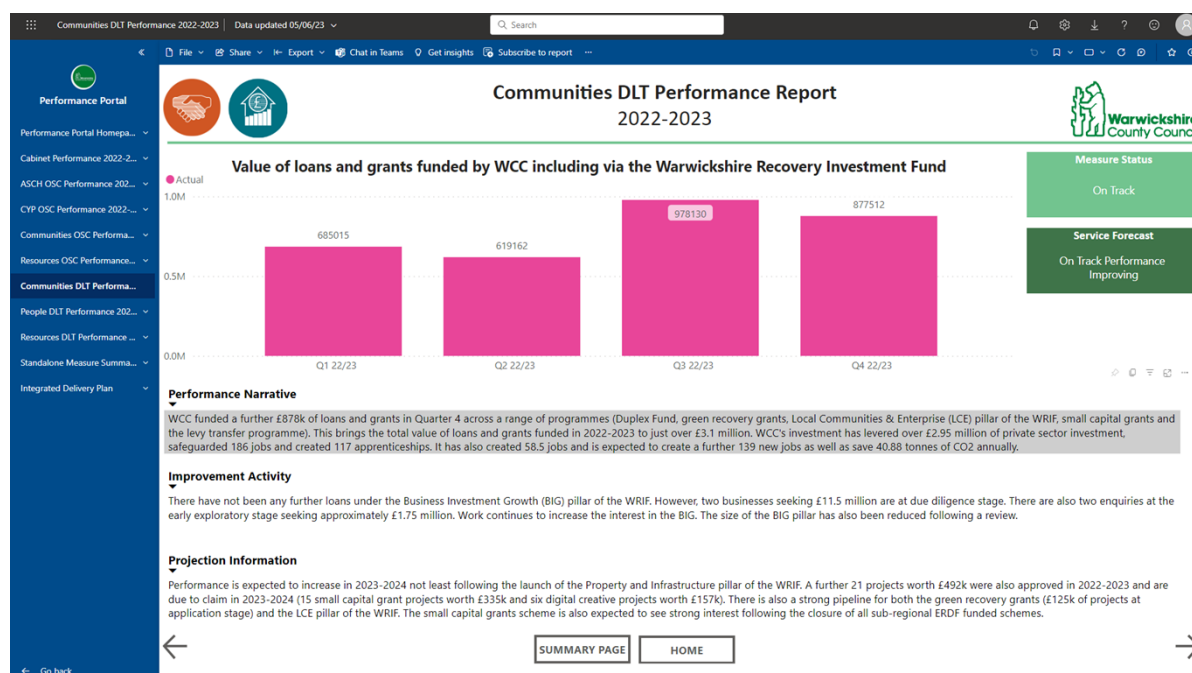 Communities DLT Performance 2022-2023 | Data updated 05/06/23
Search
File Share Export Chat in Teams Get insights Subscribe to report ...
Performance Portal
Performance Portal Homepa...
Cabinet Performance 2022-2...
ASCH OSC Performance 202...
CYP OSC Performance 2022-...
Communities OSC Performa...
Resources OSC Performance...
Communities DLT Performa...
People DLT Performance 202...
Resources DLT Performance ...
Standalone Measure Summa...
Integrated Delivery Plan
Go back
Communities DLT Performance Report
2022-2023
Warwickshire
County Counc
Value of loans and grants funded by WCC including via the Warwickshire Recovery Investment Fund
Actual
1.0M
0.5M
0.0M
685015
619162
978130
877512
Q1 22/23
Q2 22/23
Q3 22/23
Q4 22/23
Measure Status
On Track
Service Forecast
On Track Performance
Improving
Performance Narrative
WCC funded a further £878k of loans and grants in Quarter 4 across a range of programmes (Duplex Fund, green recovery grants, Local Communities & Enterprise (LCE) pillar of the WRIF, small capital grants and
the levy transfer programme). This brings the total value of loans and grants funded in 2022-2023 to just over £3.1 million. WCC's investment has levered over £2.95 million of private sector investment,
safeguarded 186 jobs and created 117 apprenticeships. It has also created 58.5 jobs and is expected to create a further 139 new jobs as well as save 40.88 tonnes of CO2 annually.
Improvement Activity
There have not been any further loans under the Business Investment Growth (BIG) pillar of the WRIF. However, two businesses seeking £11.5 million are at due diligence stage. There are also two enquiries at the
early exploratory stage seeking approximately £1.75 million. Work continues to increase the interest in the BIG. The size of the BIG pillar has also been reduced following a review.
Projection Information
Performance is expected to increase in 2023-2024 not least following the launch of the Property and Infrastructure pillar of the WRIF. A further 21 projects worth £492k were also approved in 2022-2023 and are
due to claim in 2023-2024 (15 small capital grant projects worth £335k and six digital creative projects worth £157k). There is also a strong pipeline for both the green recovery grants (£125k of projects at
application stage) and the LCE pillar of the WRIF. The small capital grants scheme is also expected to see strong interest following the closure of all sub-regional ERDF funded schemes.
SUMMARY PAGE
HOME